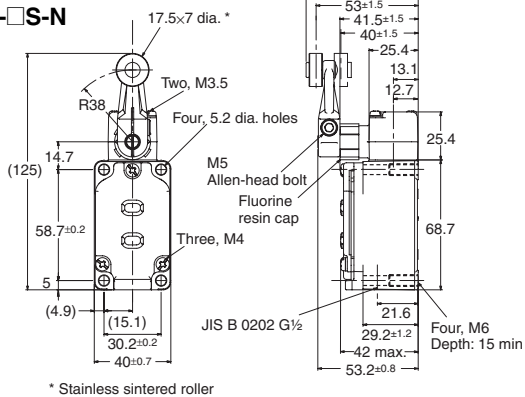 -□S-N
17.5×7 dia. *
Two, M3.5
R38
Four, 5.2 dia. holes
14.7
(125)
58.7±0.2
Three, M4
5
(4.9)
(15.1)
30.2±0.2
40±0.7
* Stainless sintered roller
53±1.5
41.5±1.5
40±1.5
25.4
13.1
12.7
25.4
M5
Allen-head bolt
Fluorine
resin cap
68.7
JIS B 0202 G½
21.6
29.2±1.2
42 max.
53.2±0.8
Four, M6
Depth: 15 min